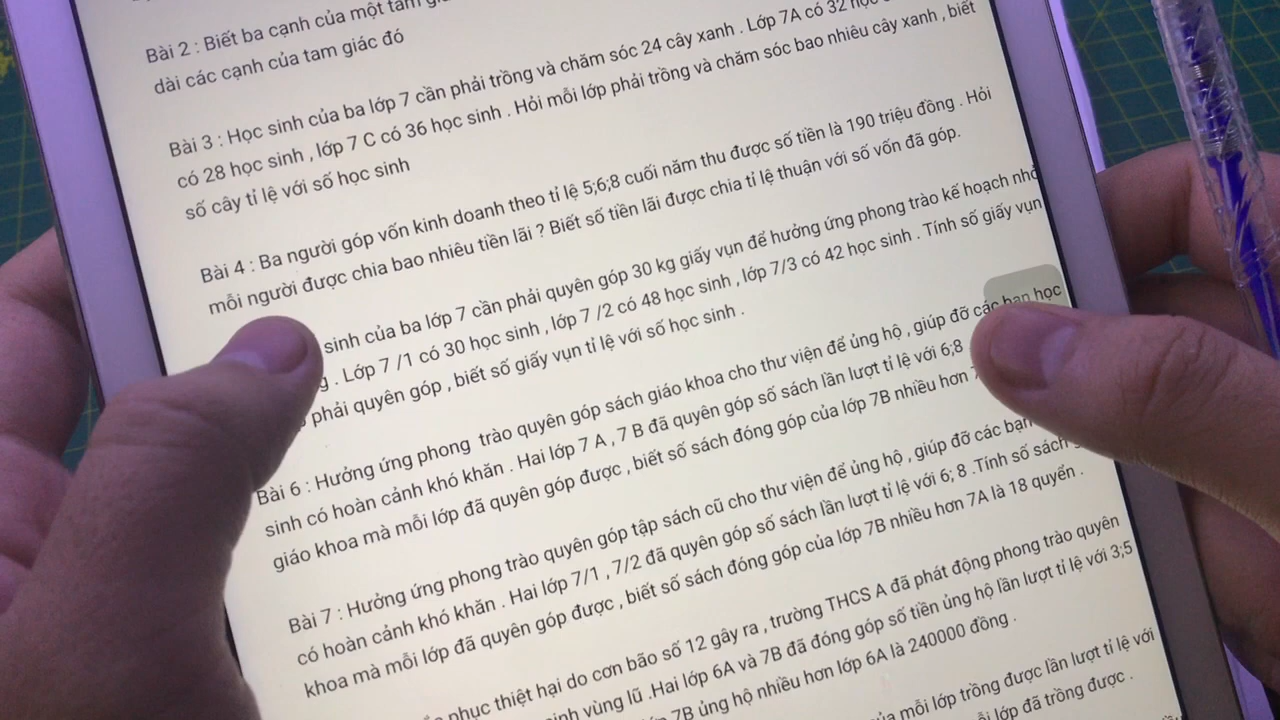 Bài 2 : Biết ba cạnh của một tam
dài các cạnh của tam giác đó
Bài 3 : Học sinh của ba lớp 7 cần phải trồng và chăm sóc 24 cây xanh . Lớp 7A có 32
có 28 học sinh , lớp 7 C có 36 học sinh . Hỏi mỗi lớp phải trồng và chăm sóc bao nhiêu cây xanh , biết
số cây tỉ lệ với số học sinh
Bài 4 : Ba người góp vốn kinh doanh theo tỉ lệ 5;6;8 cuối năm thu được số tiền là 190 triệu đồng . Hỏi
mỗi người được chia bao nhiêu tiền lãi ? Biết số tiền lãi được chia tỉ lệ thuận với số vốn đã góp.
sinh của ba lớp 7 cần phải quyên góp 30 kg giấy vụn để hưởng ứng phong trào kế hoạch nhỏ
. Lớp 7 /1 có 30 học sinh , lớp 7 /2 có 48 học sinh , lớp 7/3 có 42 học sinh . Tính số giấy vụn
phải quyên góp , biết số giấy vụn tỉ lệ với số học sinh .
Bài 6 : Hưởng ứng phong trào quyên góp sách giáo khoa cho thư viện để ủng hộ , giúp đỡ các bạn học
sinh có hoàn cảnh khó khăn . Hai lớp 7 A , 7 B đã quyên góp số sách lần lượt tỉ lệ với 6;8
giáo khoa mà mỗi lớp đã quyên góp được , biết số sách đóng góp của lớp 7B nhiều hơn
Bài 7 : Hưởng ứng phong trào quyên góp tập sách cũ cho thư viện để ủng hộ , giúp đỡ các bạn
có hoàn cảnh khó khăn . Hai lớp 7/1 , 7/2 đã quyên góp số sách lần lượt tỉ lệ với 6; 8 .Tính số sách
khoa mà mỗi lớp đã quyên góp được , biết số sách đóng góp của lớp 7B nhiều hơn 7A là 18 quyển .
phục thiệt hại do cơn bão số 12 gây ra , trường THCS A đã phát động phong trào quyên
sinh vùng lũ .Hai lớp 6A và 7B đã đóng góp số tiền ủng hộ lần lượt tỉ lệ với 3;5
7B ủng hộ nhiều hơn lớp 6A là 240000 đồng .
của mỗi lớp trồng được lần lượt tỉ lệ với
lớp đã trồng được .